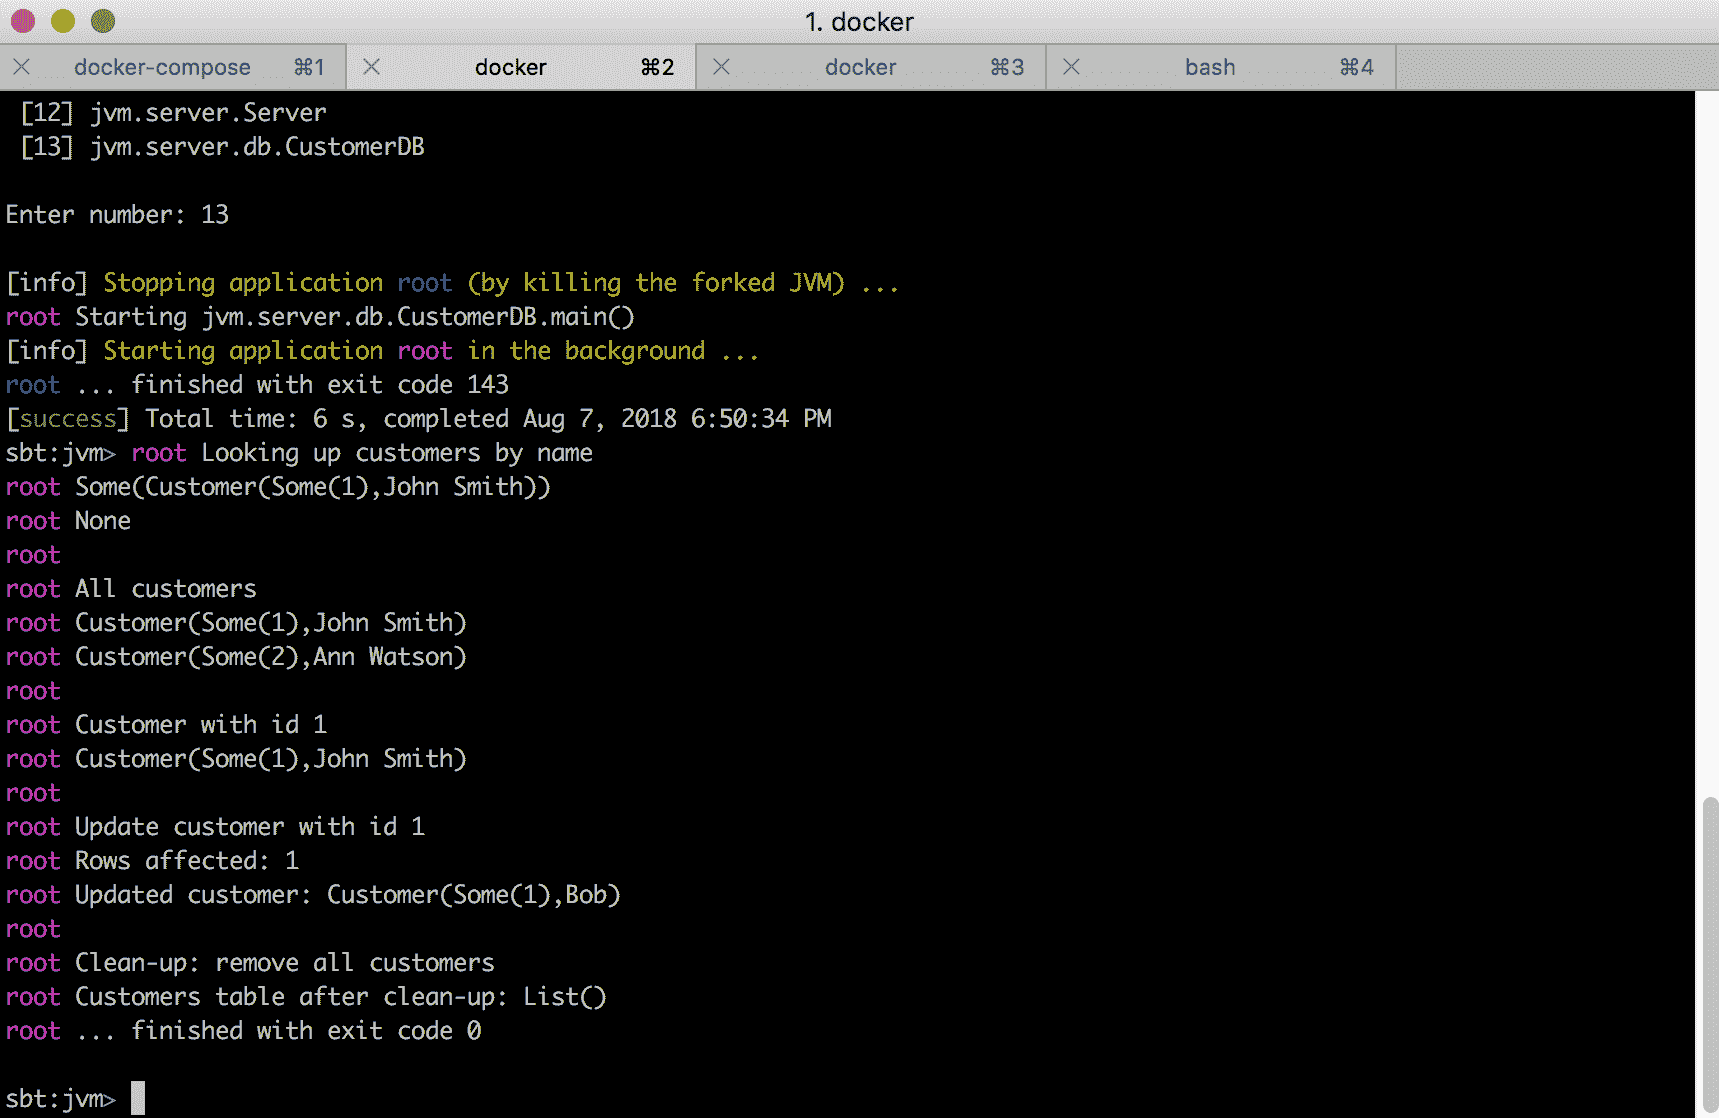 1. docker
docker-compose ⌘1 docker ⌘2 docker ⌘3 bash ⌘4
[12] jvm.server.Server
[13] jvm.server.db.CustomerDB
Enter number: 13
[info] Stopping application root (by killing the forked JVM) ...
root Starting jvm.server.db.CustomerDB.main()
[info] Starting application root in the background ...
root ... finished with exit code 143
[success] Total time: 6 s, completed Aug 7, 2018 6:50:34 PM
sbt:jvm> root Looking up customers by name
root Some(Customer(Some(1),John Smith))
root None
root
root All customers
root Customer(Some(1),John Smith)
root Customer(Some(2),Ann Watson)
root
root Customer with id 1
root Customer(Some(1),John Smith)
root
root Update customer with id 1
root Rows affected: 1
root Updated customer: Customer(Some(1),Bob)
root
root Clean-up: remove all customers
root Customers table after clean-up: List()
root ... finished with exit code 0
sbt:jvm>